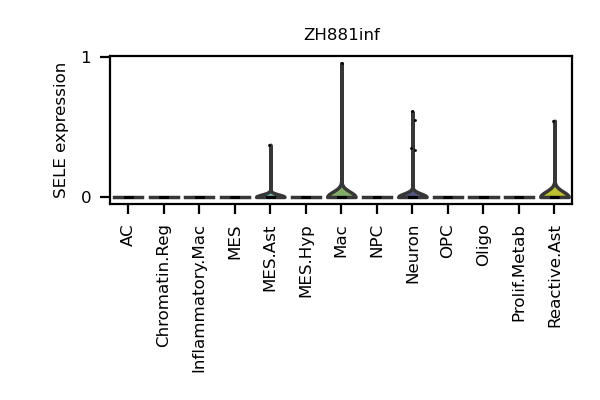 ZH881inf
SELE expression
1
0
AC
Chromatin.Reg
Inflammatory.Mac
MES
MES.Ast
MES.Hyp
Mac
NPC
Neuron
OPC
Oligo
Prolif.Metab
Reactive.Ast